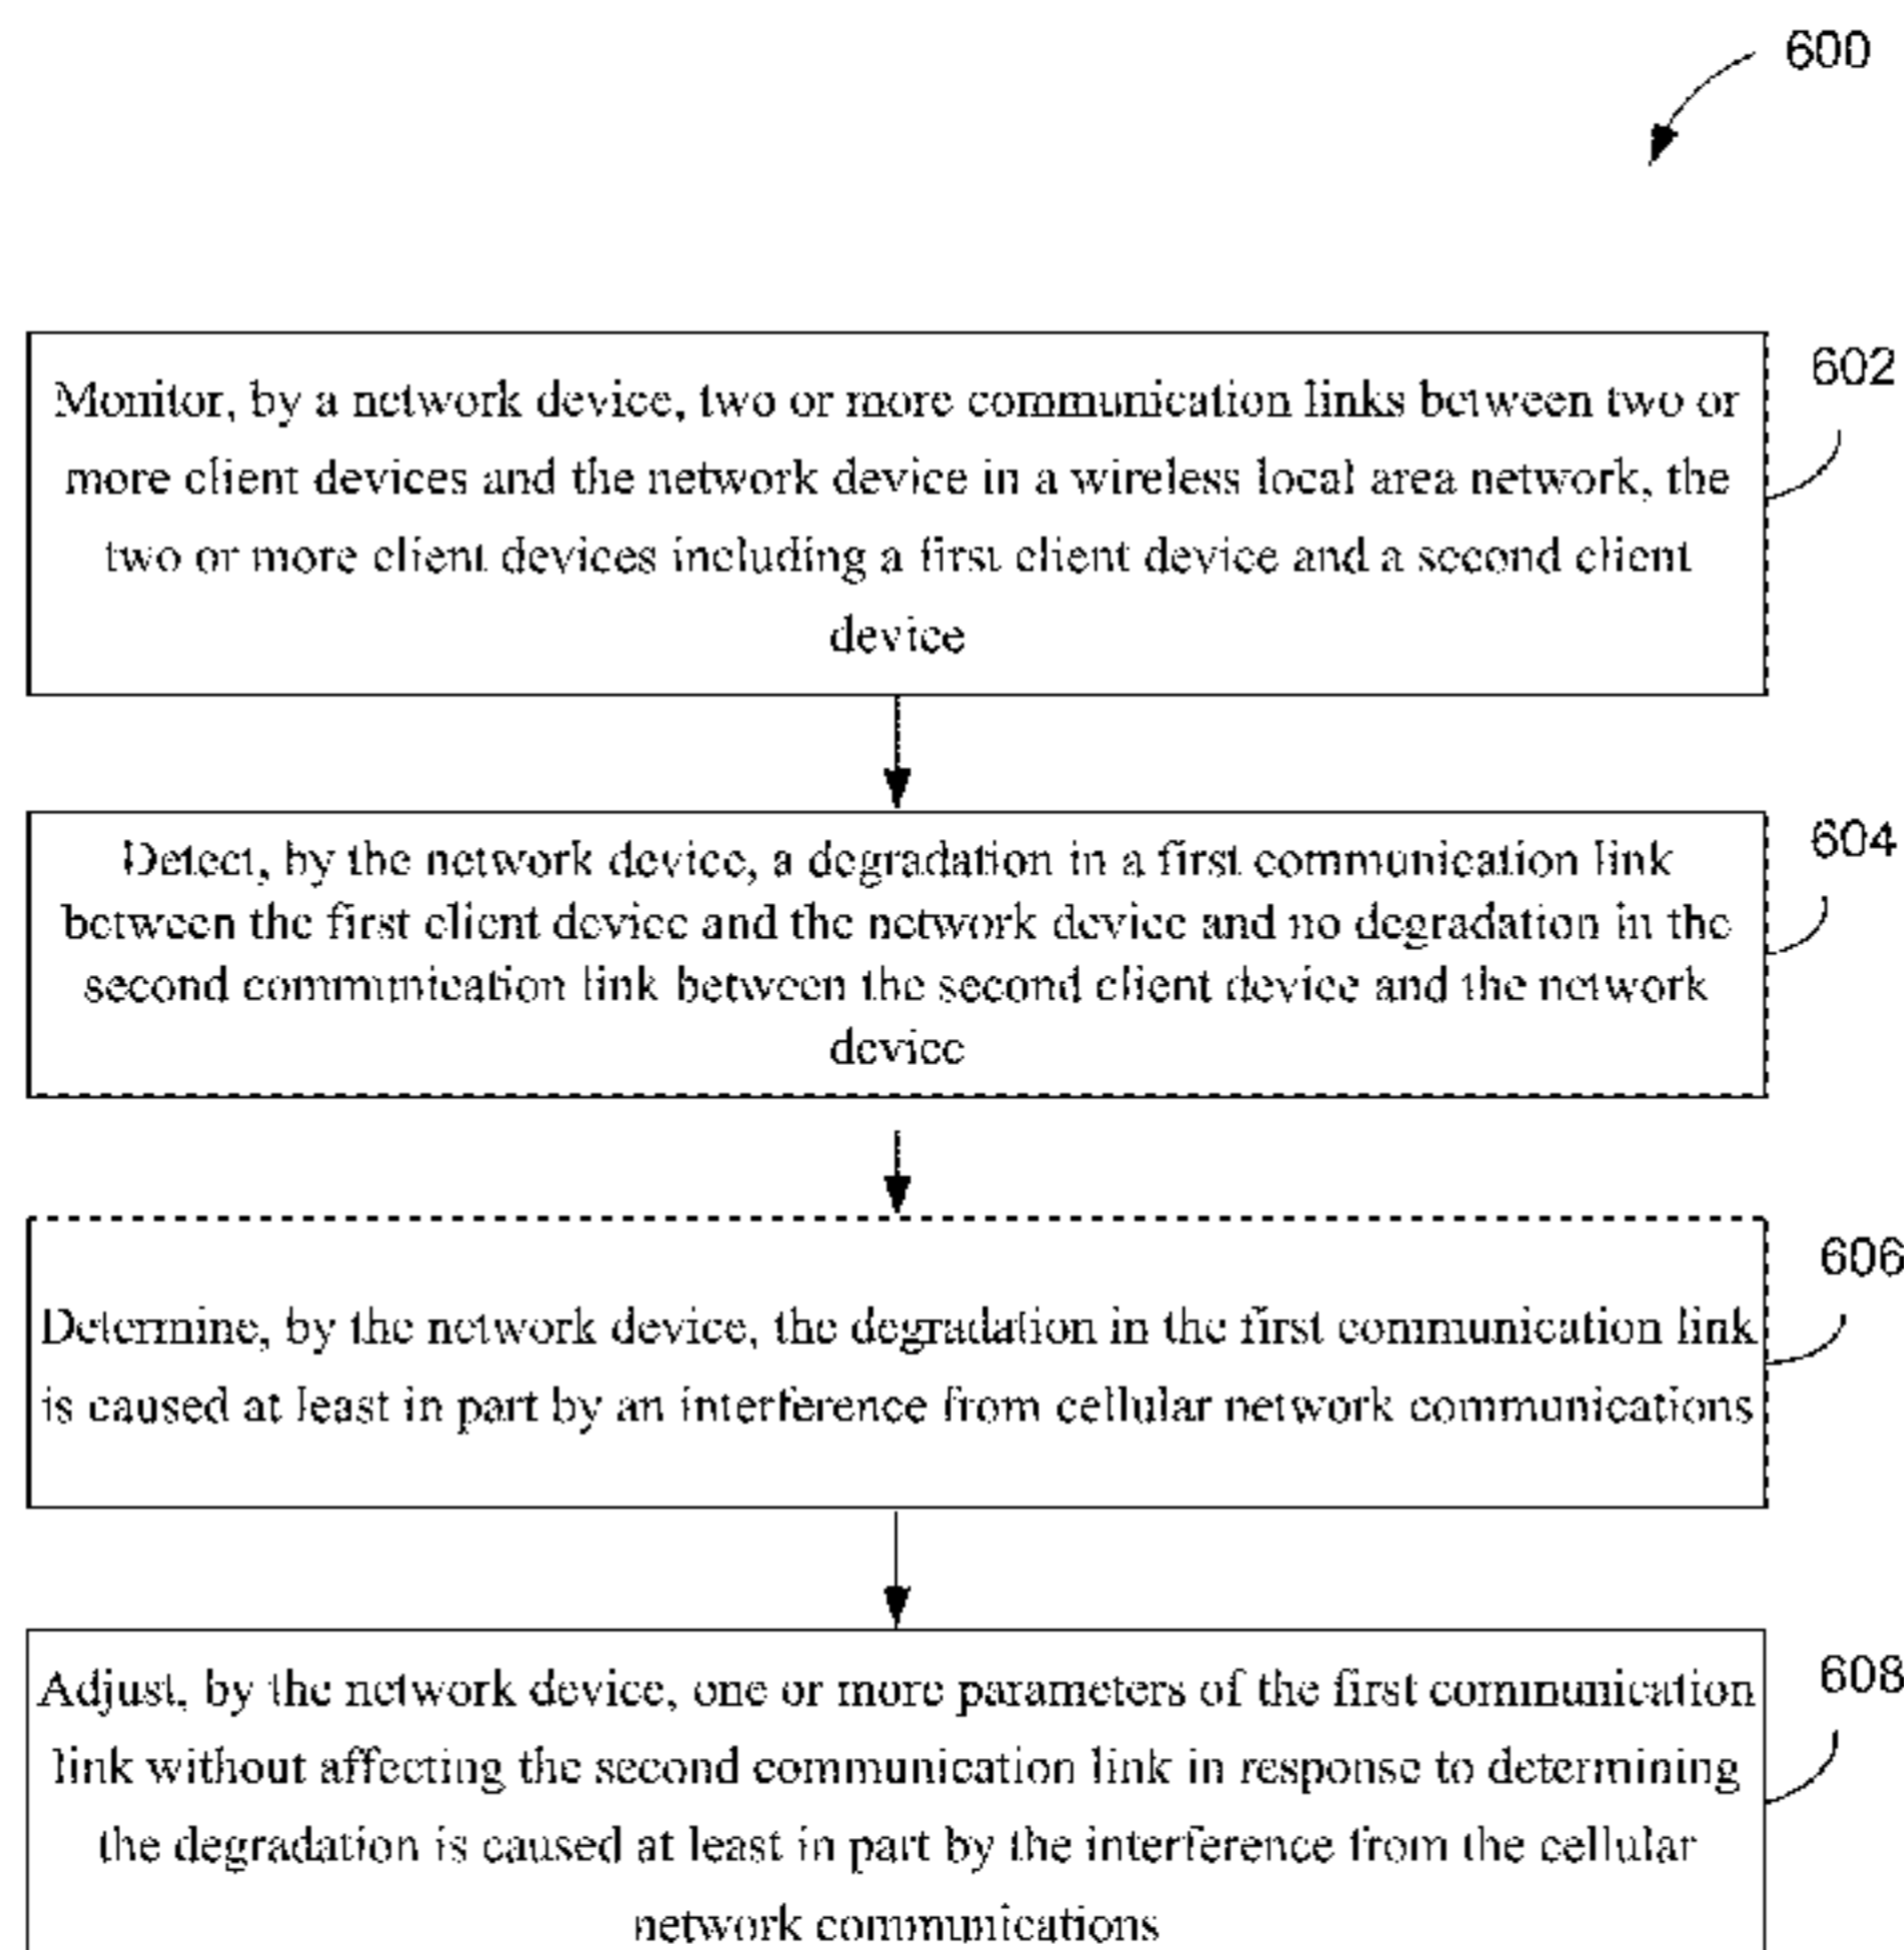 600
602
Monitor, by a network device, two or more communication links between two or
more client devices and the network device in a wireless local area network, the
two or more client devices including a first client device and a second client
device
604
Detect, by the network device, a degradation in a first communication link
between the first client device and the network device and no degradation in the
second communication link between the second client device and the network
device
606
Determine, by the network device, the degradation in the first communication link
is caused at least in part by an interference from cellular network communications
608
Adjust, by the network device, one or more parameters of the first communication
link without affecting the second communication link in response to determining
the degradation is caused at least in part by the interference from the cellular
network communications